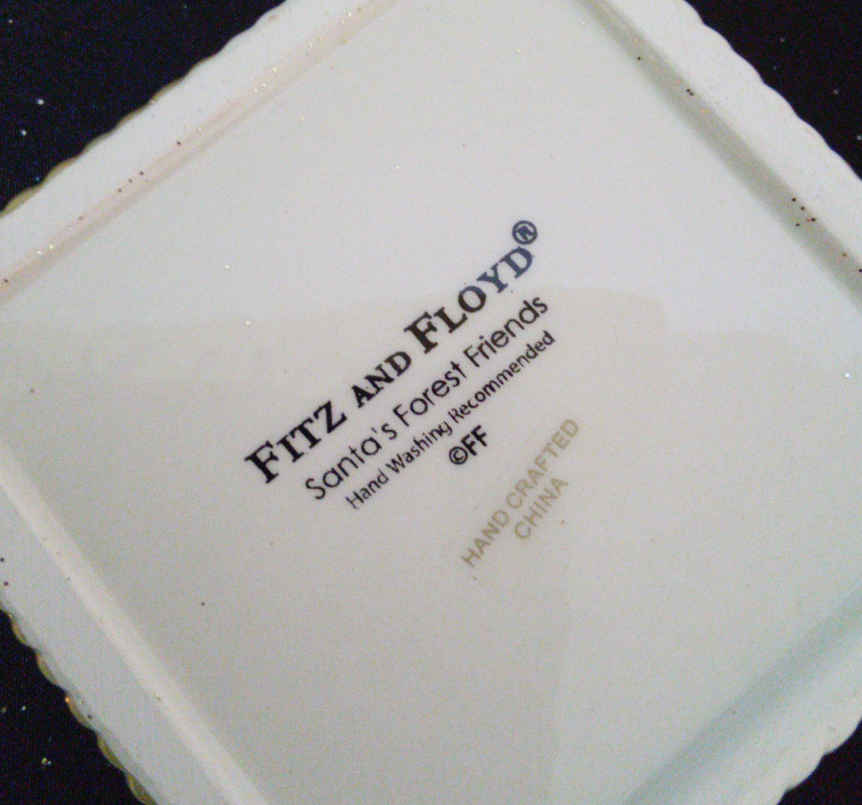 FITZ AND FLOYD®
Santa's Forest Friends
Hand Washing Recommended
©FF
HAND CRAFTED
CHINA